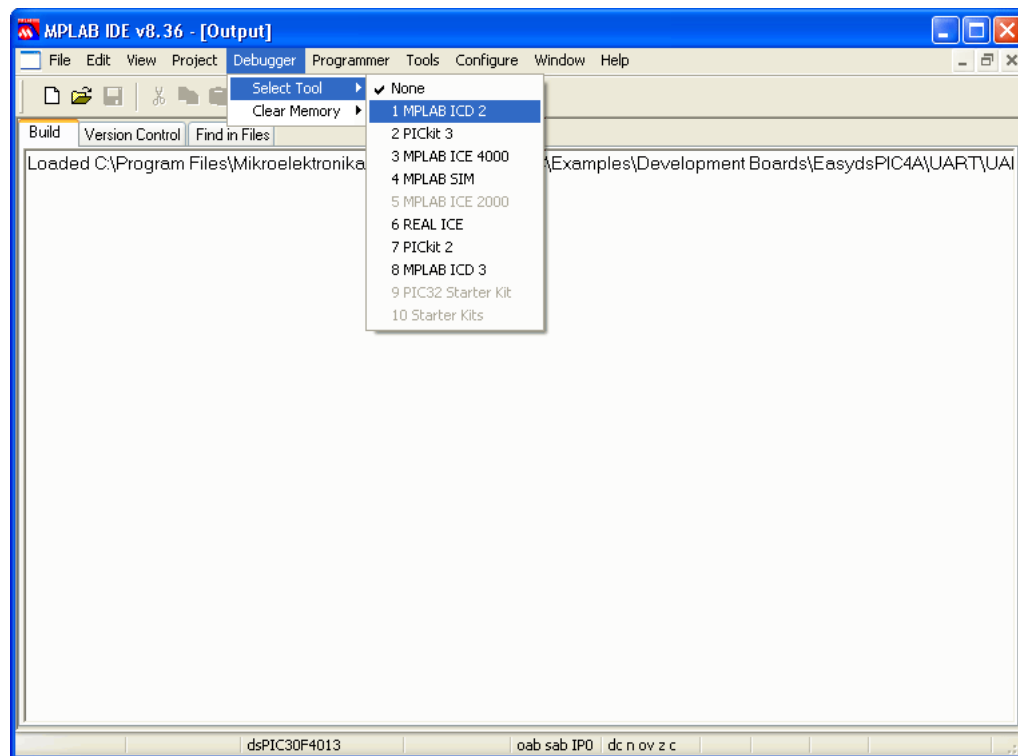 MPLAB IDE v8.36 - [Output]
File Edit View Project Debugger Programmer Tools Configure Window Help
Select Tool
Clear Memory
None
1 MPLAB ICD 2
2 PICkit 3
3 MPLAB ICE 4000
4 MPLAB SIM
5 MPLAB ICE 2000
6 REAL ICE
7 PICkit 2
8 MPLAB ICD 3
9 PIC32 Starter Kit
10 Starter Kits
Build Version Control Find in Files
Loaded C:\Program Files\Mikroelektronika \Examples\Development Boards\EasydsPIC4A\UART\UA
dsPIC30F4013 oab sab IP0 dc n ov z c